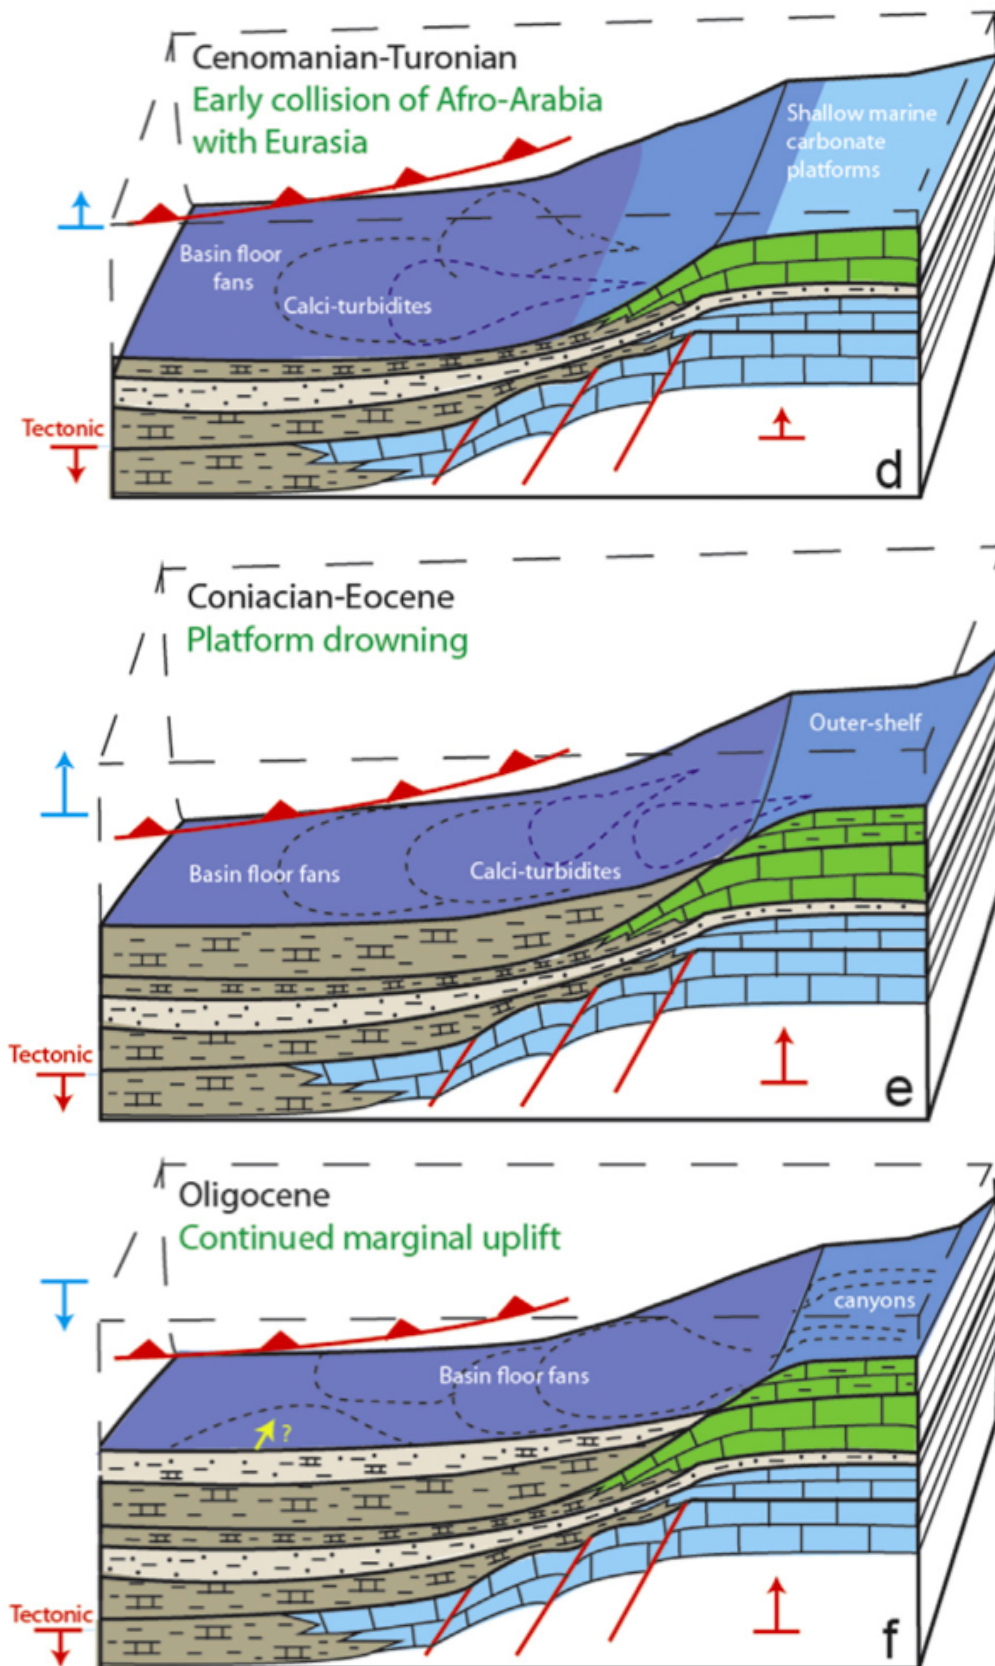 Cenomanian-Turonian
Early collision of Afro-Arabia
with Eurasia
Shallow marine
carbonate
platforms
Basin floor
fans
Calci-turbidites
Tectonic
d
Coniacian-Eocene
Platform drowning
Outer-shelf
Basin floor fans
Calci-turbidites
Tectonic
e
Oligocene
Continued marginal uplift
canyons
Basin floor fans
?
Tectonic
f